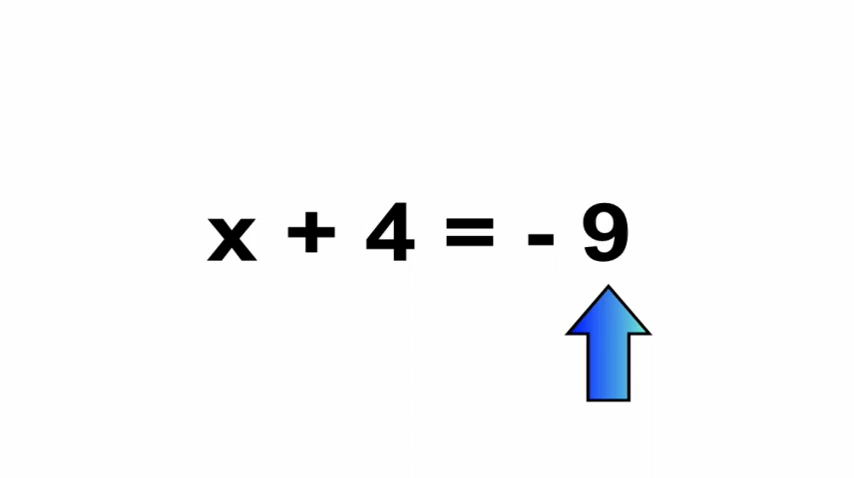 x + 4 = - 9